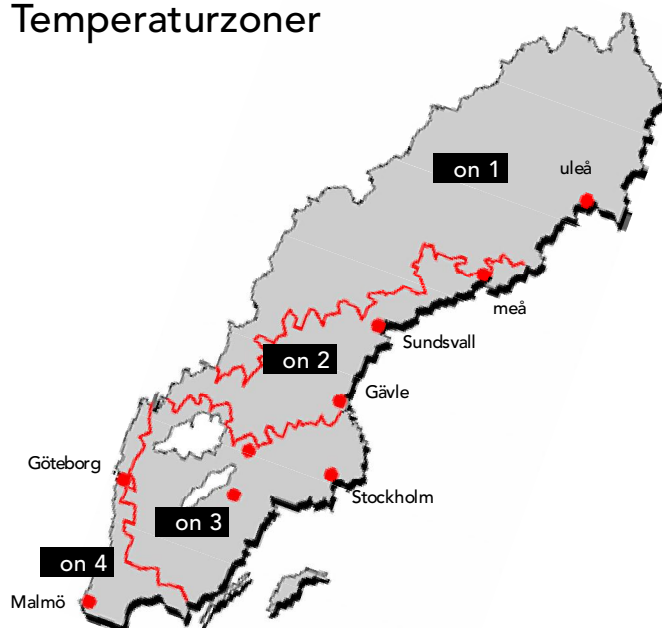 Temperaturzoner
on 1
uleå
meå
Sundsvall
on 2
Gävle
Göteborg
Stockholm
on 3
on 4
Malmö